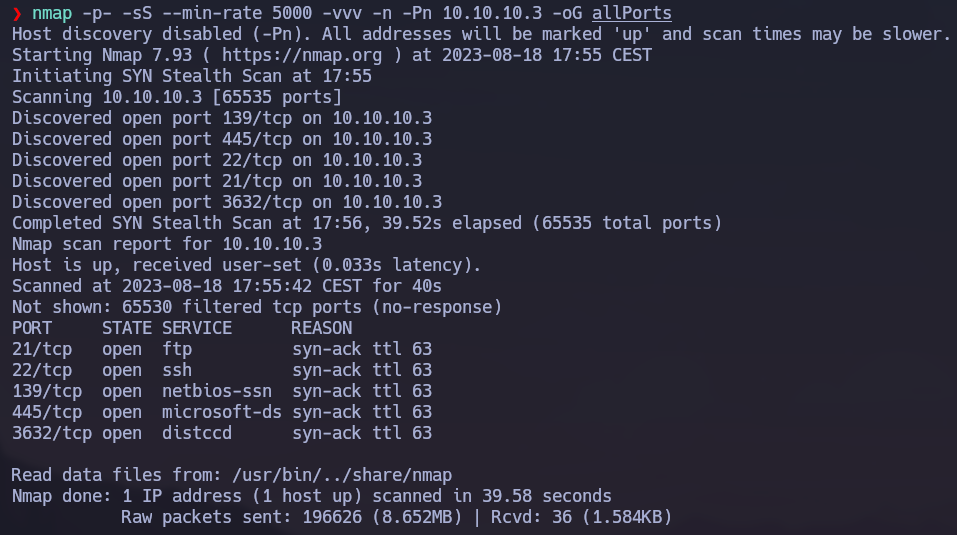 ❯ nmap -p- -sS --min-rate 5000 -vvv -n -Pn 10.10.10.3 -oG allPorts
Host discovery disabled (-Pn). All addresses will be marked 'up' and scan times may be slower.
Starting Nmap 7.93 ( https://nmap.org ) at 2023-08-18 17:55 CEST
Initiating SYN Stealth Scan at 17:55
Scanning 10.10.10.3 [65535 ports]
Discovered open port 139/tcp on 10.10.10.3
Discovered open port 445/tcp on 10.10.10.3
Discovered open port 22/tcp on 10.10.10.3
Discovered open port 21/tcp on 10.10.10.3
Discovered open port 3632/tcp on 10.10.10.3
Completed SYN Stealth Scan at 17:56, 39.52s elapsed (65535 total ports)
Nmap scan report for 10.10.10.3
Host is up, received user-set (0.033s latency).
Scanned at 2023-08-18 17:55:42 CEST for 40s
Not shown: 65530 filtered tcp ports (no-response)
PORT     STATE SERVICE      REASON
21/tcp   open  ftp          syn-ack ttl 63
22/tcp   open  ssh          syn-ack ttl 63
139/tcp  open  netbios-ssn  syn-ack ttl 63
445/tcp  open  microsoft-ds syn-ack ttl 63
3632/tcp open  distccd      syn-ack ttl 63
Read data files from: /usr/bin/../share/nmap
Nmap done: 1 IP address (1 host up) scanned in 39.58 seconds
           Raw packets sent: 196626 (8.652MB) | Rcvd: 36 (1.584KB)